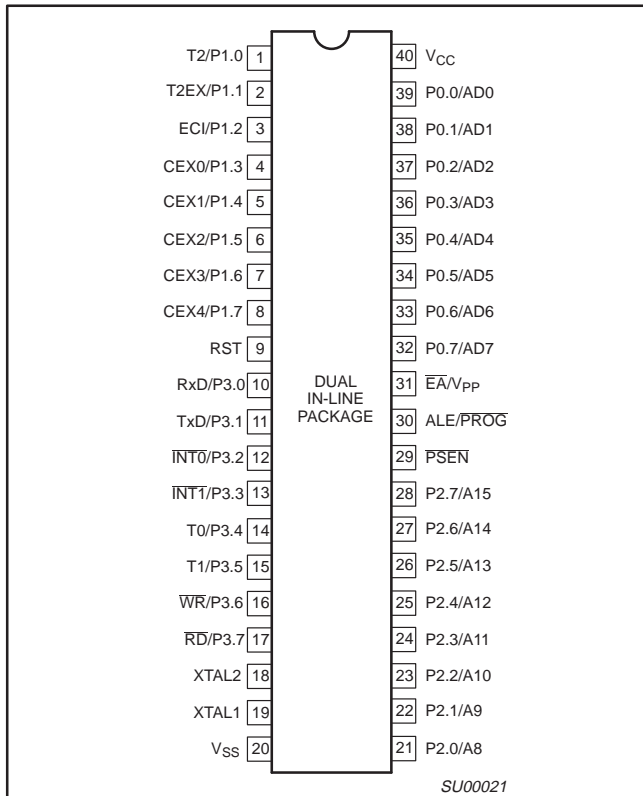 T2/P1.0 1 40 VCC
T2EX/P1.1 2 39 P0.0/AD0
ECI/P1.2 3 38 P0.1/AD1
CEX0/P1.3 4 37 P0.2/AD2
CEX1/P1.4 5 36 P0.3/AD3
CEX2/P1.5 6 35 P0.4/AD4
CEX3/P1.6 7 34 P0.5/AD5
CEX4/P1.7 8 33 P0.6/AD6
RST 9 32 P0.7/AD7
RxD/P3.0 10 DUAL 31 E̅A̅/VPP
IN-LINE
TxD/P3.1 11 PACKAGE 30 ALE/P̅R̅O̅G̅
I̅N̅T̅0̅/P3.2 12 29 P̅S̅E̅N̅
I̅N̅T̅1̅/P3.3 13 28 P2.7/A15
T0/P3.4 14 27 P2.6/A14
T1/P3.5 15 26 P2.5/A13
W̅R̅/P3.6 16 25 P2.4/A12
R̅D̅/P3.7 17 24 P2.3/A11
XTAL2 18 23 P2.2/A10
XTAL1 19 22 P2.1/A9
VSS 20 21 P2.0/A8
SU00021